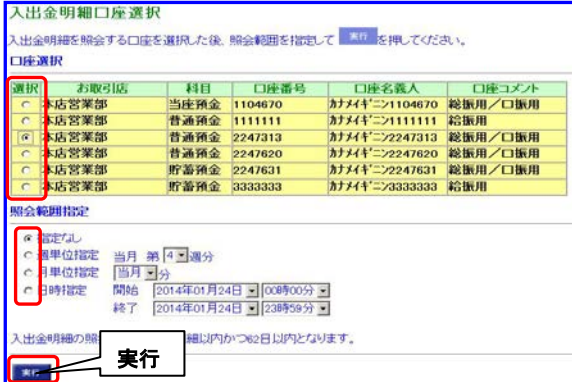 入出金明細口座選択
入出金明細を照会する口座を選択した後、照会範囲を指定して 実行 を押してください。
口座選択
選択 お取引店 科目 口座番号 口座名義人 口座コメント
本店営業部 当座預金 1104670 カナメイギニン1104670 総振用／口振用
本店営業部 普通預金 1111111 カナメイギニン1111111 給振用
本店営業部 普通預金 2247313 カナメイギニン2247313 総振用／口振用
本店営業部 普通預金 2247620 カナメイギニン2247620 総振用／口振用
本店営業部 貯蓄預金 2247631 カナメイギニン2247631 総振用／口振用
本店営業部 貯蓄預金 3333333 カナメイギニン3333333 給振用
照会範囲指定
指定なし
週単位指定 当月 第 4 週分
月単位指定 当月 分
日時指定 開始 2014年01月24日 00時00分
終了 2014年01月24日 23時59分
入出金明細の照 細以内かつ62日以内となります。
実行
実行